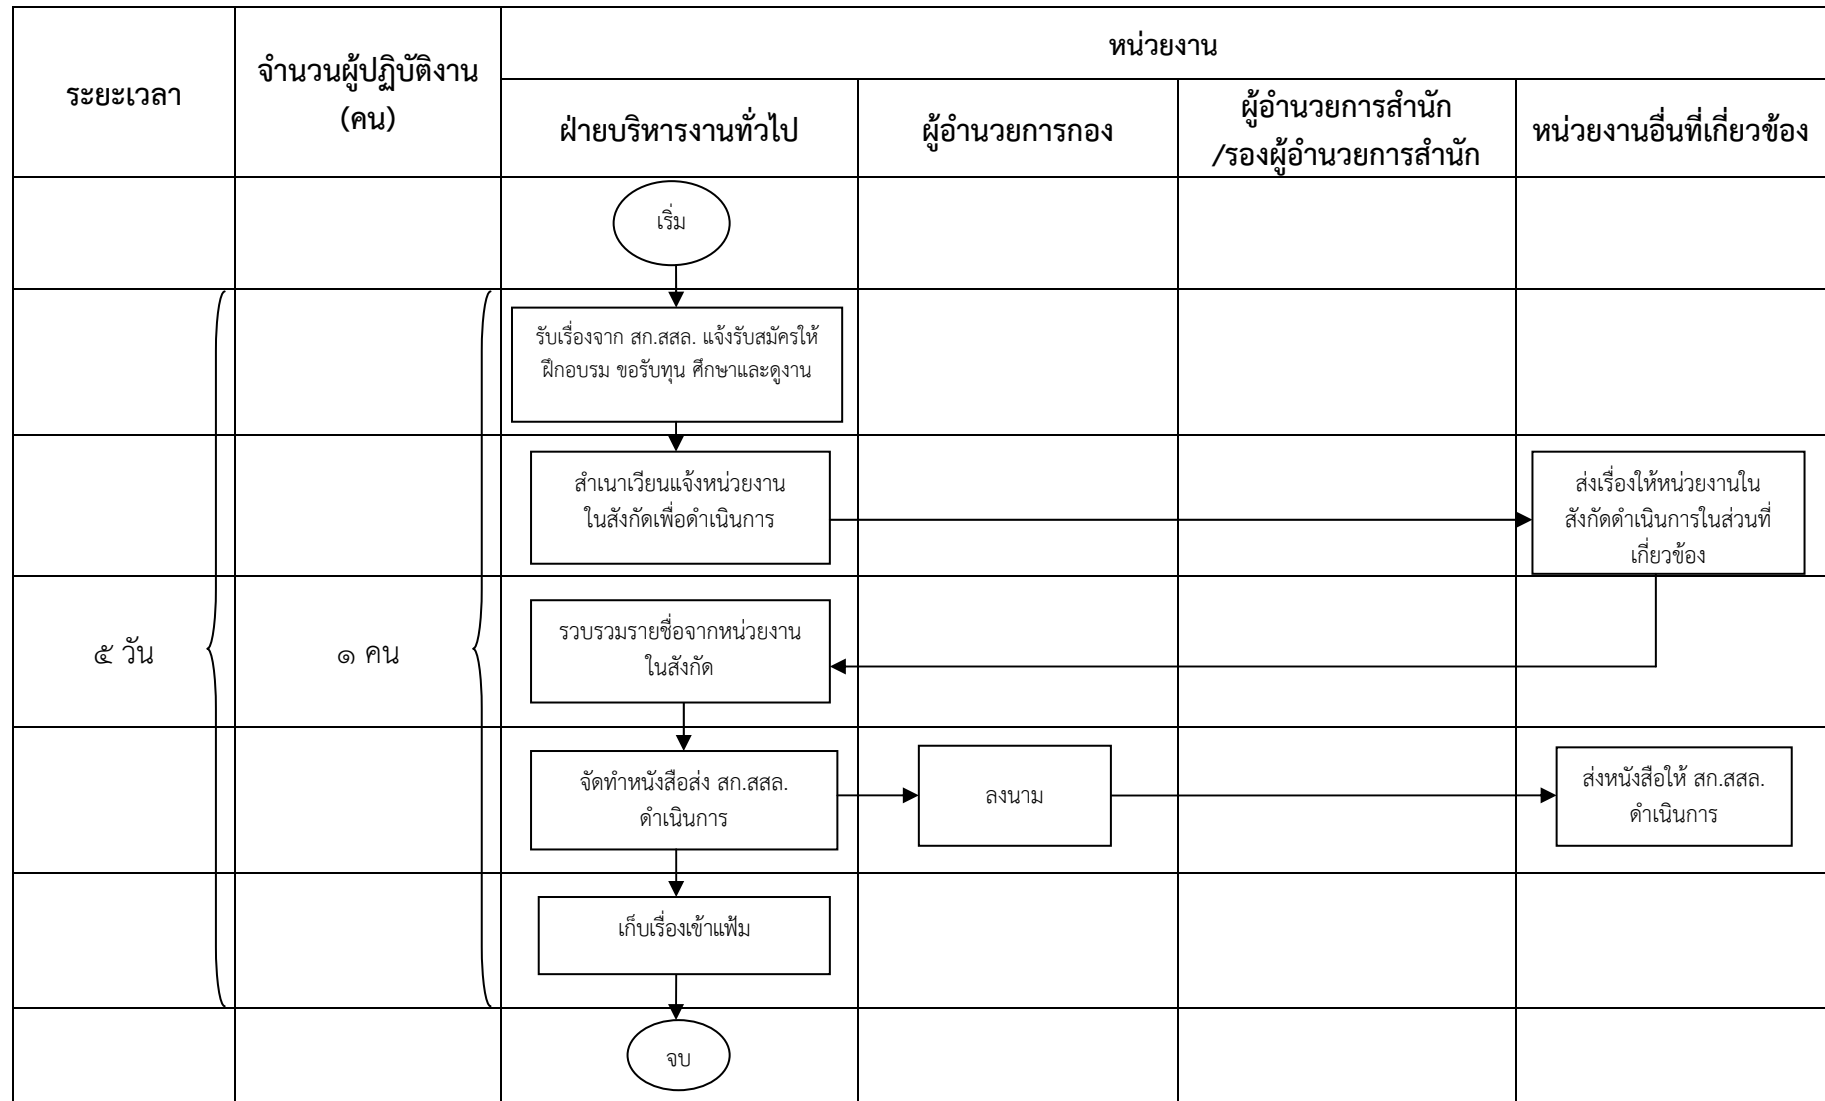 ระยะเวลา
จำนวนผู้ปฏิบัติงาน
(คน)
หน่วยงาน
ฝ่ายบริหารงานทั่วไป
ผู้อำนวยการกอง
ผู้อำนวยการสำนัก
/รองผู้อำนวยการสำนัก
หน่วยงานอื่นที่เกี่ยวข้อง
เริ่ม
รับเรื่องจาก สก.สสล. แจ้งรับสมัครให้
ฝึกอบรม ขอรับทุน ศึกษาและดูงาน
สำเนาเวียนแจ้งหน่วยงาน
ในสังกัดเพื่อดำเนินการ
ส่งเรื่องให้หน่วยงานใน
สังกัดดำเนินการในส่วนที่
เกี่ยวข้อง
๕ วัน
๑ คน
รวบรวมรายชื่อจากหน่วยงาน
ในสังกัด
จัดทำหนังสือส่ง สก.สสล.
ดำเนินการ
ลงนาม
ส่งหนังสือให้ สก.สสล.
ดำเนินการ
เก็บเรื่องเข้าแฟ้ม
จบ